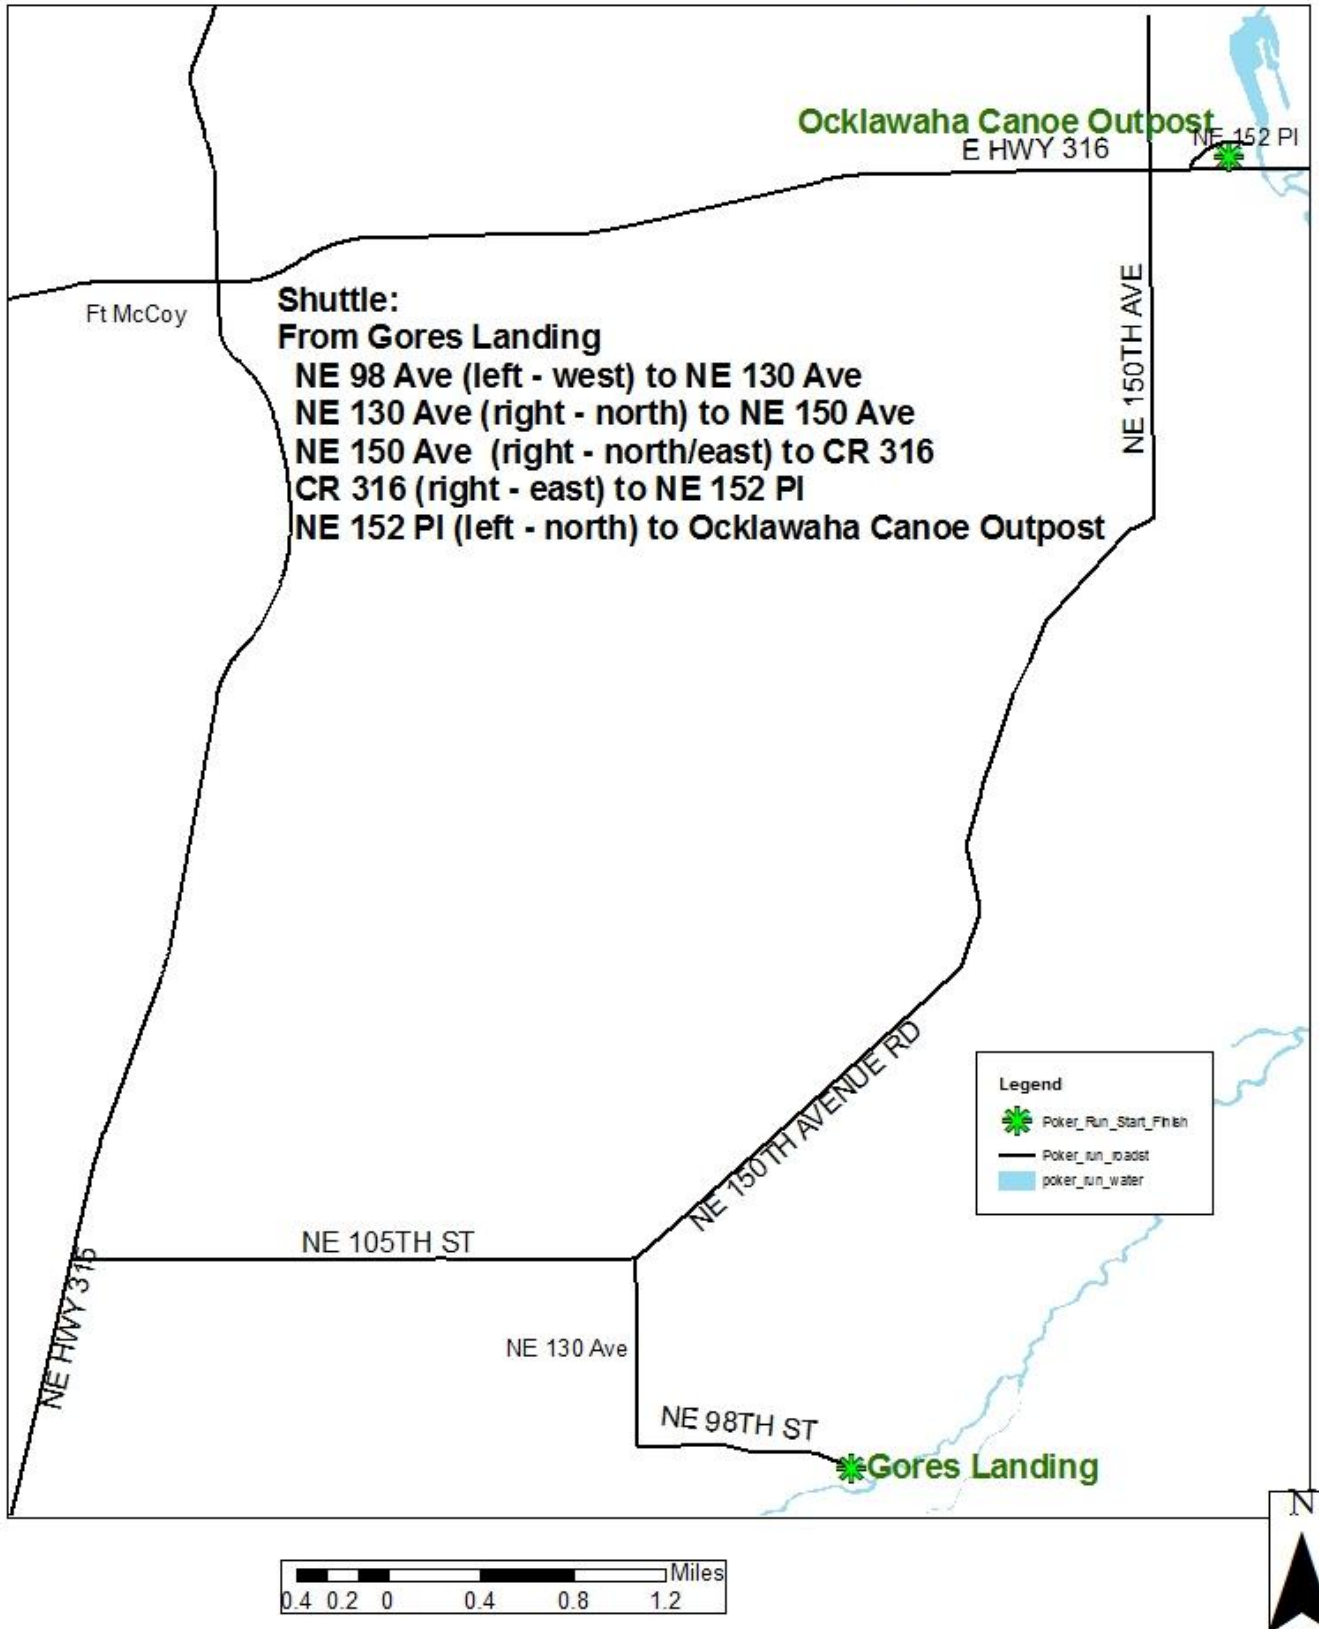 Ocklawaha Canoe Outpost
NE 152 Pl
E HWY 316
Ft McCoy
Shuttle:
From Gores Landing
NE 98 Ave (left - west) to NE 130 Ave
NE 130 Ave (right - north) to NE 150 Ave
NE 150 Ave (right - north/east) to CR 316
CR 316 (right - east) to NE 152 Pl
NE 152 Pl (left - north) to Ocklawaha Canoe Outpost
NE 150TH AVE
NE 150TH AVENUE RD
Legend
Poker_Run_Start_Finish
Poker_run_roadst
poker_run_water
NE 105TH ST
NE HWY 315
NE 130 Ave
NE 98TH ST
Gores Landing
N
Miles
0.4 0.2 0 0.4 0.8 1.2